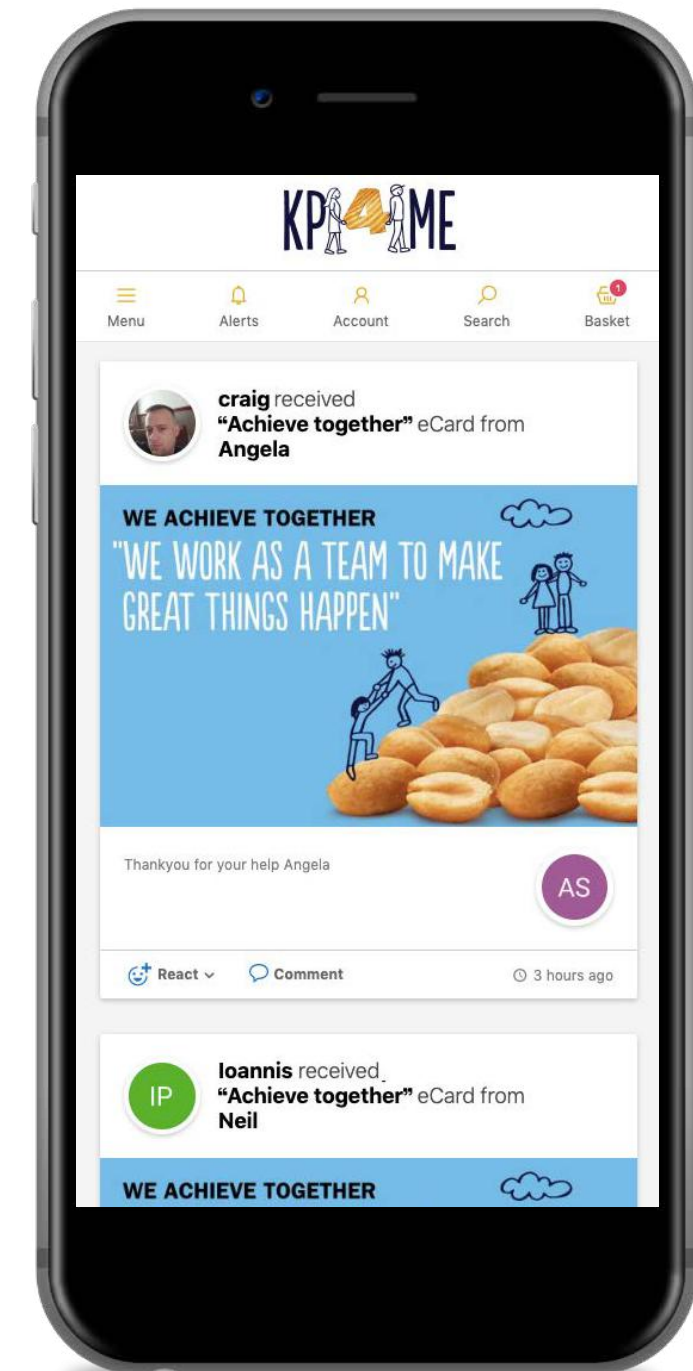 KP4ME
Menu Alerts Account Search Basket
1
craig received
“Achieve together” eCard from
Angela
WE ACHIEVE TOGETHER
"WE WORK AS A TEAM TO MAKE
GREAT THINGS HAPPEN"
Thankyou for your help Angela
AS
React Comment 3 hours ago
IP
Ioannis received
“Achieve together” eCard from
Neil
WE ACHIEVE TOGETHER